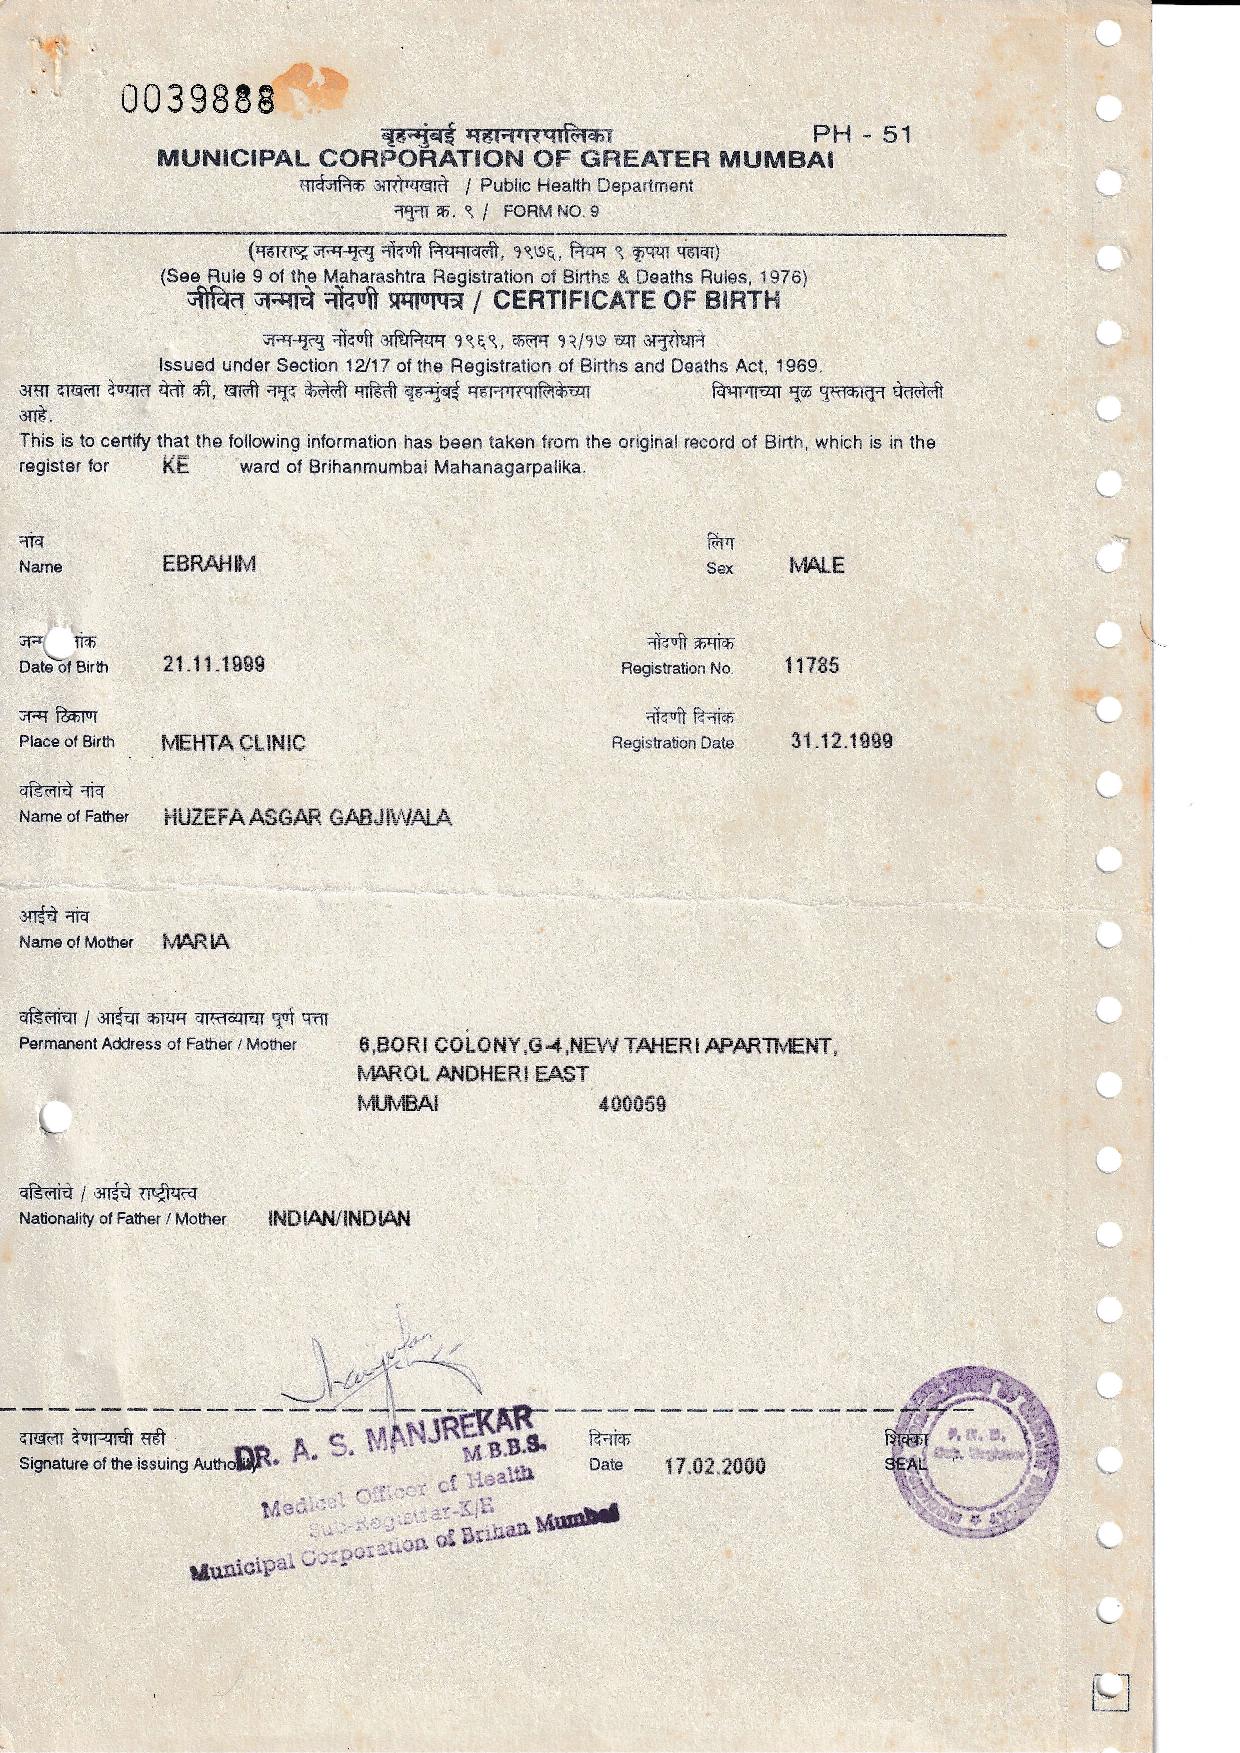 0039888
बृहन्मुंबई महानगरपालिका PH - 51
MUNICIPAL CORPORATION OF GREATER MUMBAI
सार्वजनिक आरोग्यखाते / Public Health Department
नमुना क्र. ९ / FORM NO. 9
(महाराष्ट्र जन्म-मृत्यु नोंदणी नियमावली, १९७६, नियम ९ कृपया पहावा)
(See Rule 9 of the Maharashtra Registration of Births & Deaths Rules, 1976)
जीवित जन्माचे नोंदणी प्रमाणपत्र / CERTIFICATE OF BIRTH
जन्म-मृत्यु नोंदणी अधिनियम १९६९, कलम १२/१७ च्या अनुरोधाने
Issued under Section 12/17 of the Registration of Births and Deaths Act, 1969.
असा दाखला देण्यात येतो की, खाली नमूद केलेली माहिती बृहन्मुंबई महानगरपालिकेच्या विभागाच्या मूळ पुस्तकातून घेतलेली
आहे.
This is to certify that the following information has been taken from the original record of Birth, which is in the
register for KE ward of Brihanmumbai Mahanagarpalika.
नांव लिंग
Name EBRAHIM Sex MALE
नोंदणी क्रमांक
Date of Birth 21.11.1999 Registration No. 11785
जन्म ठिकाण नोंदणी दिनांक
Place of Birth MEHTA CLINIC Registration Date 31.12.1999
वडिलांचे नांव
Name of Father HUZEFA ASGAR GABJIWALA
आईचे नांव
Name of Mother MARIA
वडिलांचा / आईचा कायम वास्तव्याचा पूर्ण पत्ता
Permanent Address of Father / Mother 6,BORI COLONY,G-4,NEW TAHERI APARTMENT,
MAROL ANDHERI EAST
MUMBAI 400059
वडिलांचे / आईचे राष्ट्रीयत्व
Nationality of Father / Mother INDIAN/INDIAN
दाखला देणाऱ्याची सही दिनांक शिक्का
Signature of the issuing Authority Date 17.02.2000 SEAL
DR. A. S. MANJREKAR
M.B.B.S.
Medical Officer of Health
Sub-Registrar-K/E
Municipal Corporation of Brihan Mumbai